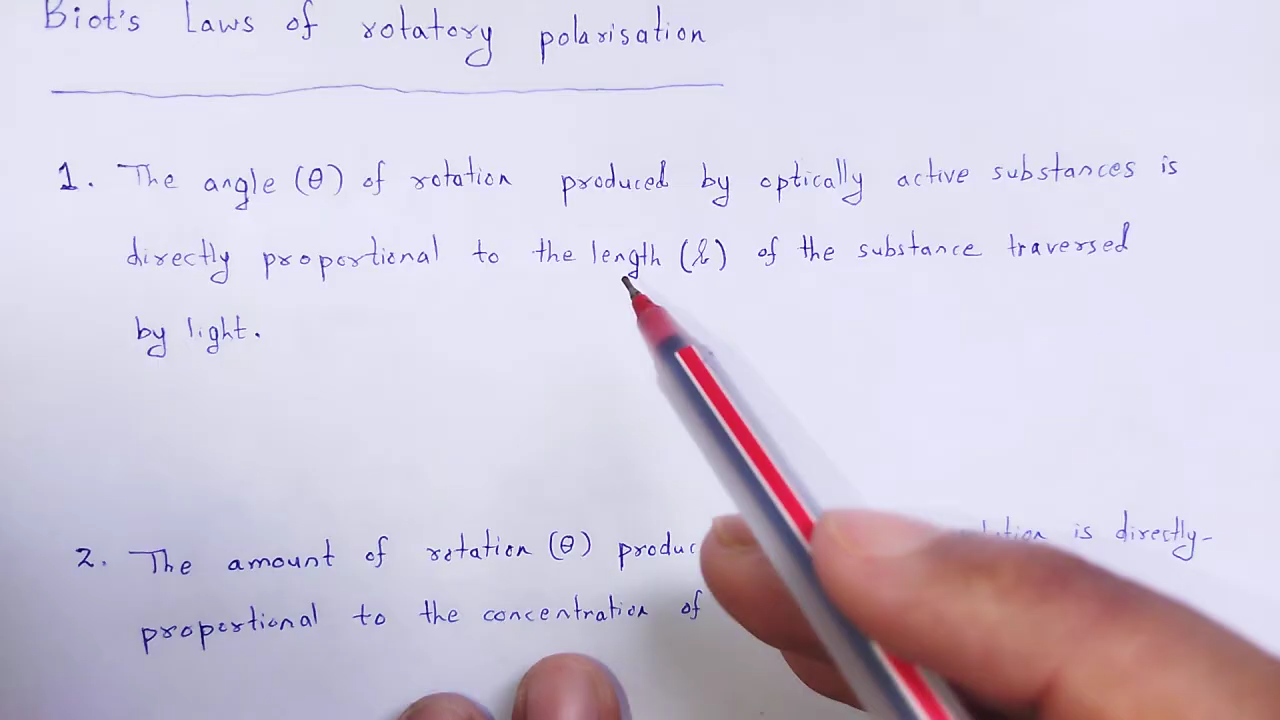 Biot's Laws of rotatory polarisation
1. The angle (θ) of rotation produced by optically active substances is
directly proportional to the length (l) of the substance traversed
by light.
2. The amount of rotation (θ) is directly-
proportional to the concentration of